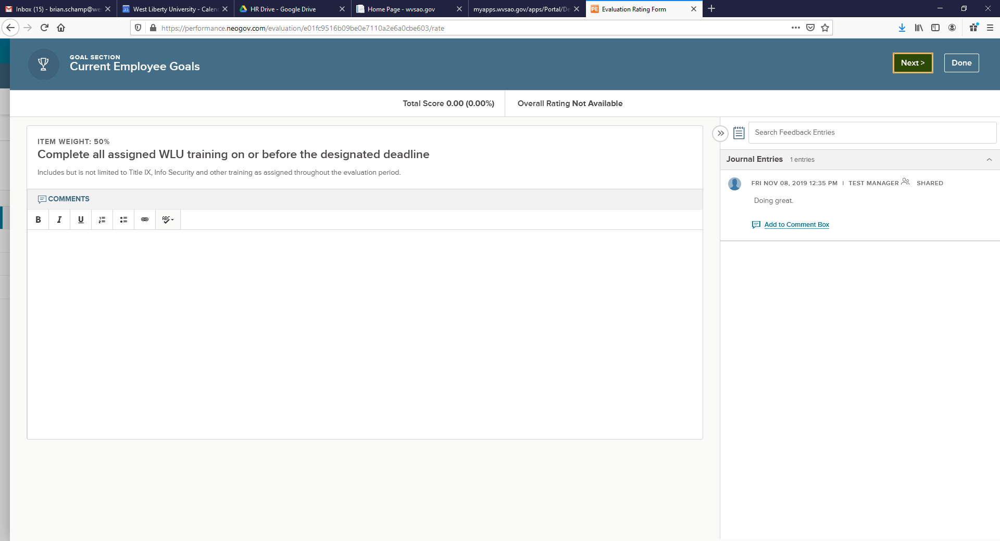 Inbox (15) - brian.schamp@we
West Liberty University - Calen
HR Drive - Google Drive
Home Page - wvsao.gov
myapps.wvsao.gov/apps/Portal/De
PE Evaluation Rating Form
https://performance.neogov.com/evaluation/e01fc9516b09be0e7110a2e6a0cbe603/rate
GOAL SECTION
Current Employee Goals
Next >
Done
Total Score 0.00 (0.00%)
Overall Rating Not Available
ITEM WEIGHT: 50%
Complete all assigned WLU training on or before the designated deadline
Includes but is not limited to Title IX, Info Security and other training as assigned throughout the evaluation period.
COMMENTS
B I U ABC
Search Feedback Entries
Journal Entries 1 entries
FRI NOV 08, 2019 12:35 PM | TEST MANAGER SHARED
Doing great.
Add to Comment Box